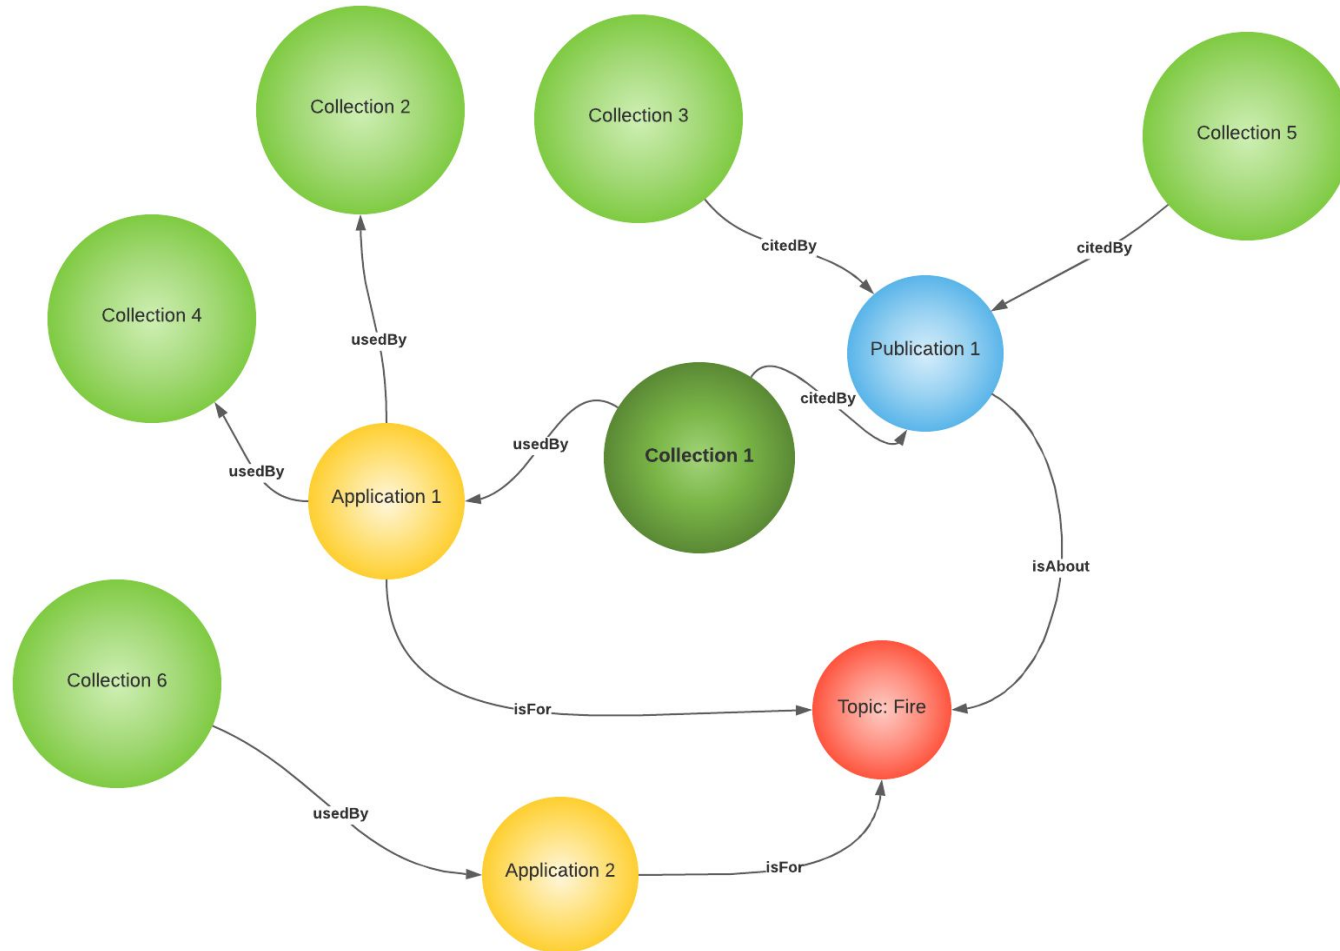 Collection 2
Collection 3
Collection 5
citedBy
citedBy
Collection 4
usedBy
Publication 1
citedBy
usedBy
Collection 1
usedBy
Application 1
isAbout
Collection 6
isFor
Topic: Fire
usedBy
Application 2
isFor